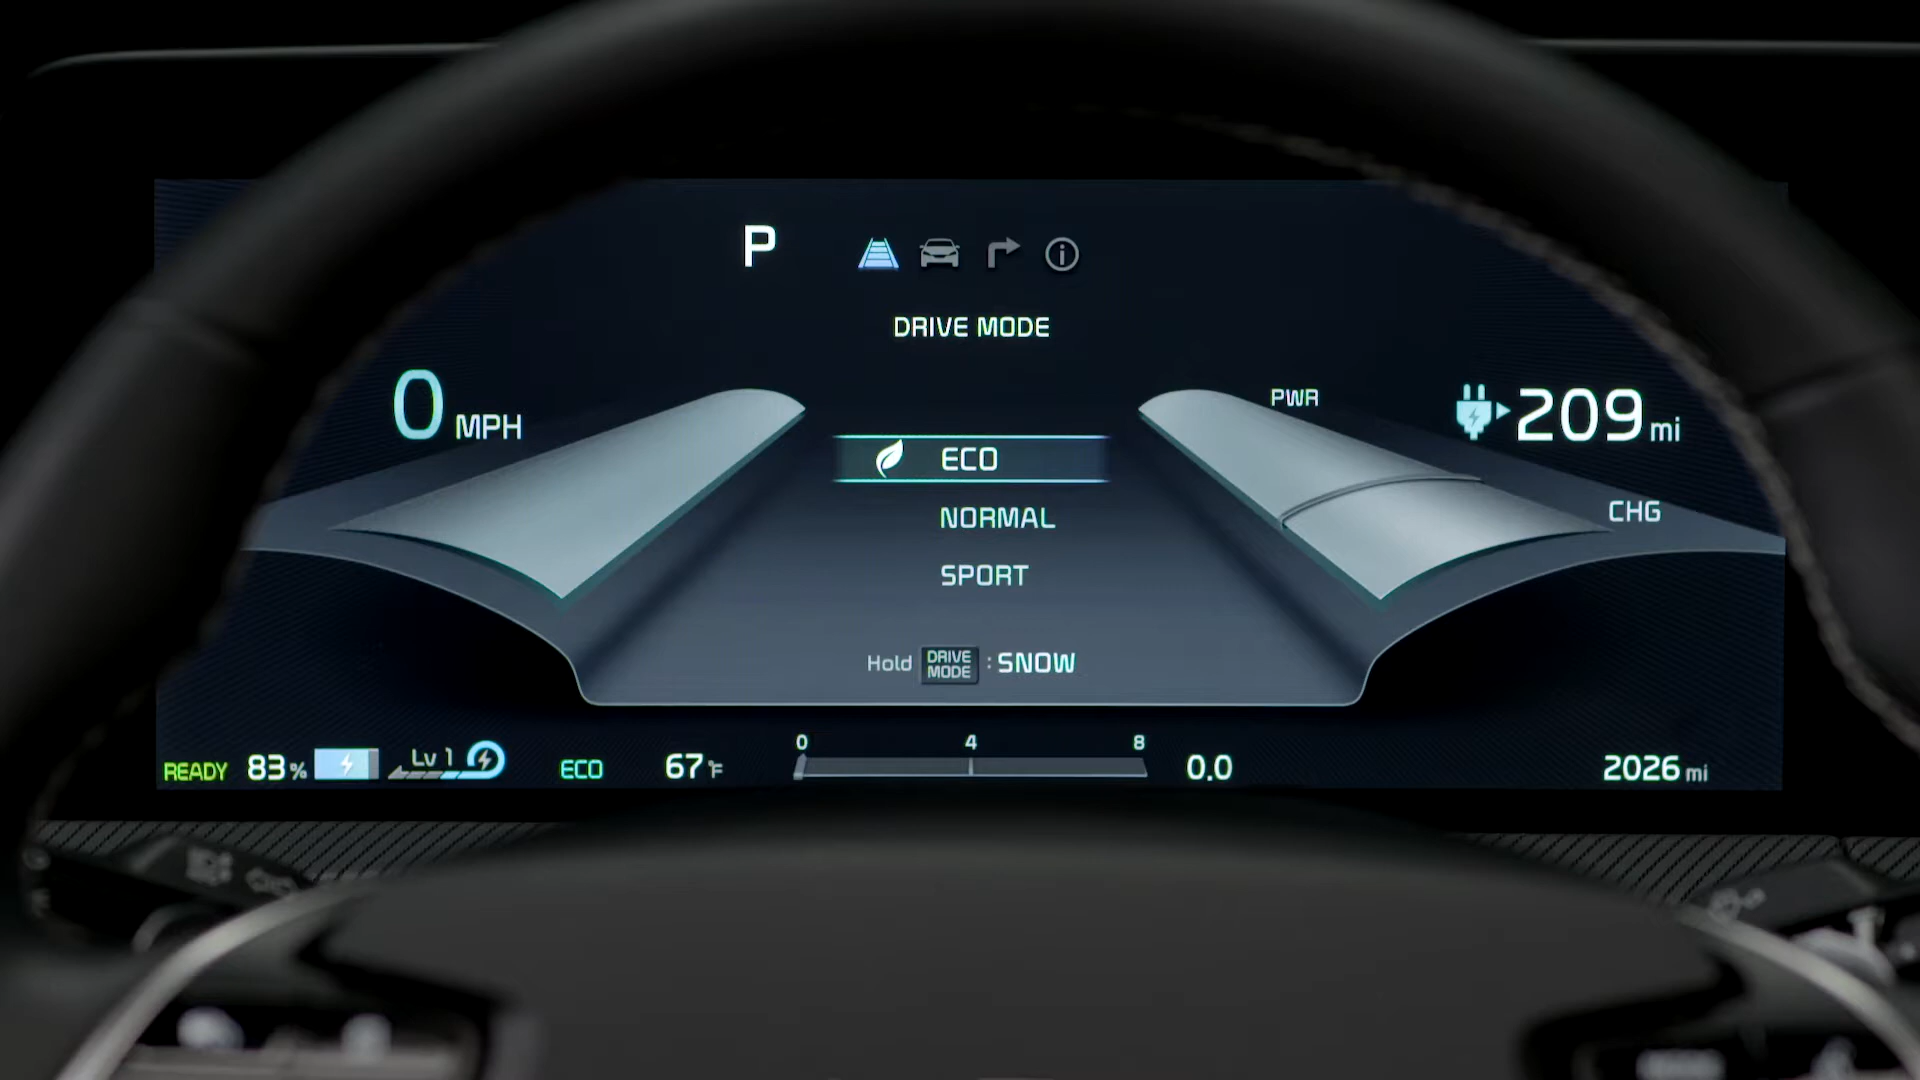 P
DRIVE MODE
0 MPH
PWR
209 mi
ECO
CHG
NORMAL
SPORT
Hold DRIVE MODE : SNOW
0 4 8
READY 83% Lv 1 ECO 67°F 0.0 2026 mi